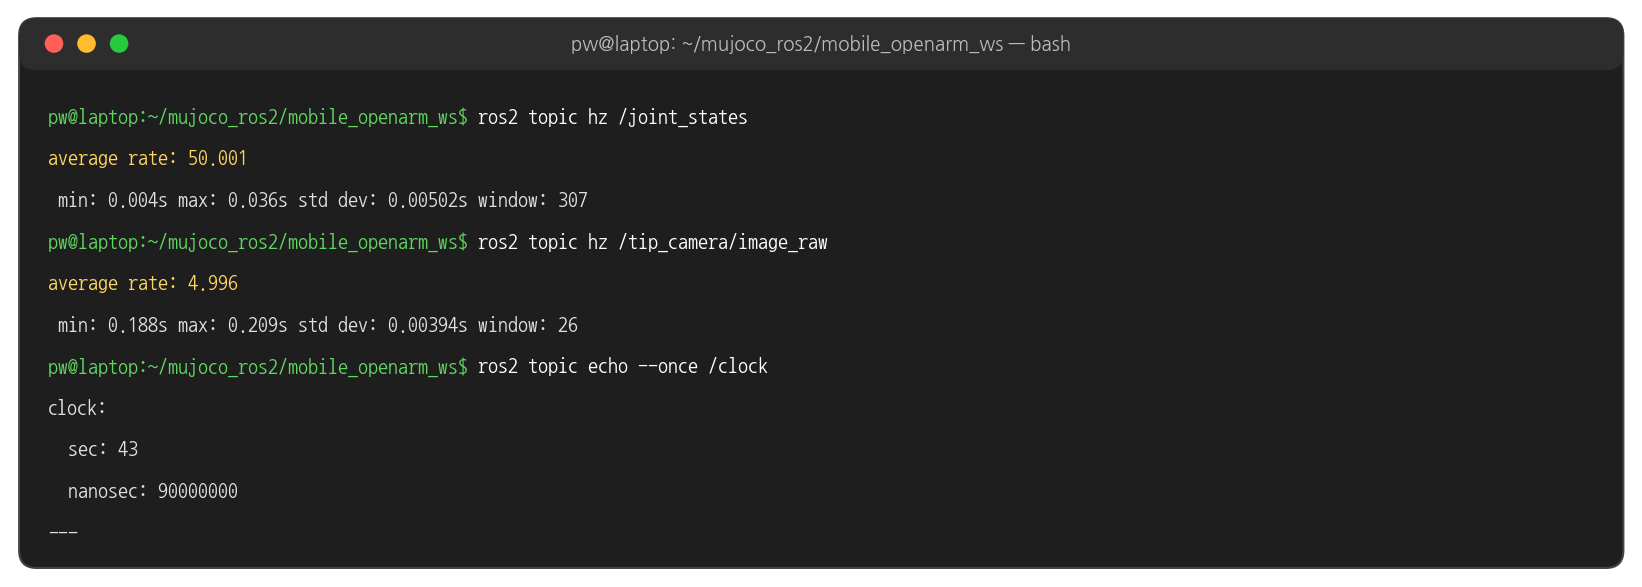 pw@laptop: ~/mujoco_ros2/mobile_openarm_ws — bash
pw@laptop:~/mujoco_ros2/mobile_openarm_ws$ ros2 topic hz /joint_states
average rate: 50.001
 min: 0.004s max: 0.036s std dev: 0.00502s window: 307
pw@laptop:~/mujoco_ros2/mobile_openarm_ws$ ros2 topic hz /tip_camera/image_raw
average rate: 4.996
 min: 0.188s max: 0.209s std dev: 0.00394s window: 26
pw@laptop:~/mujoco_ros2/mobile_openarm_ws$ ros2 topic echo --once /clock
clock:
  sec: 43
  nanosec: 90000000
---